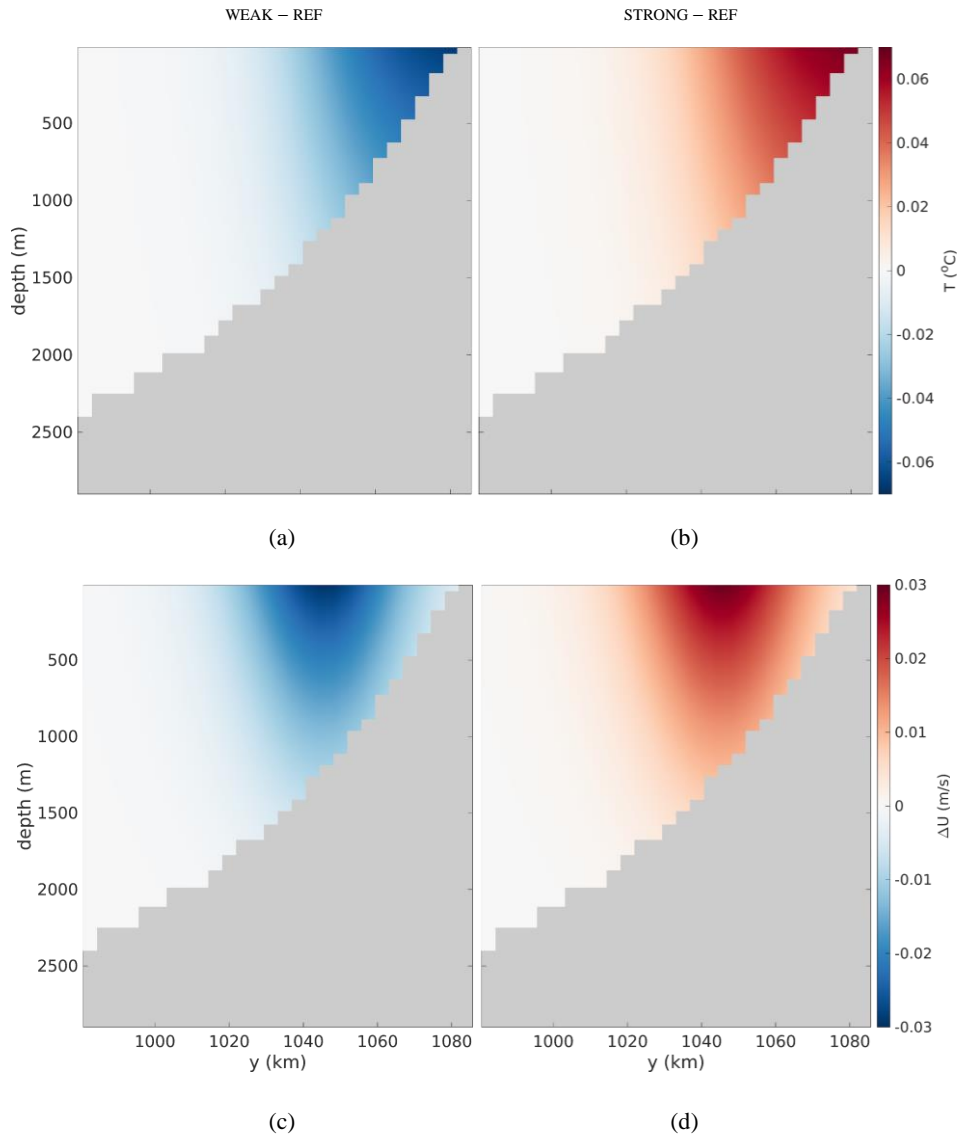 WEAK – REF
STRONG – REF
500
1000
1500
2000
2500
depth (m)
0.06
0.04
0.02
0
-0.02
-0.04
-0.06
T (°C)
(a)
(b)
500
1000
1500
2000
2500
depth (m)
1000
1020
1040
1060
1080
y (km)
1000
1020
1040
1060
1080
y (km)
0.03
0.02
0.01
0
-0.01
-0.02
-0.03
ΔU (m/s)
(c)
(d)